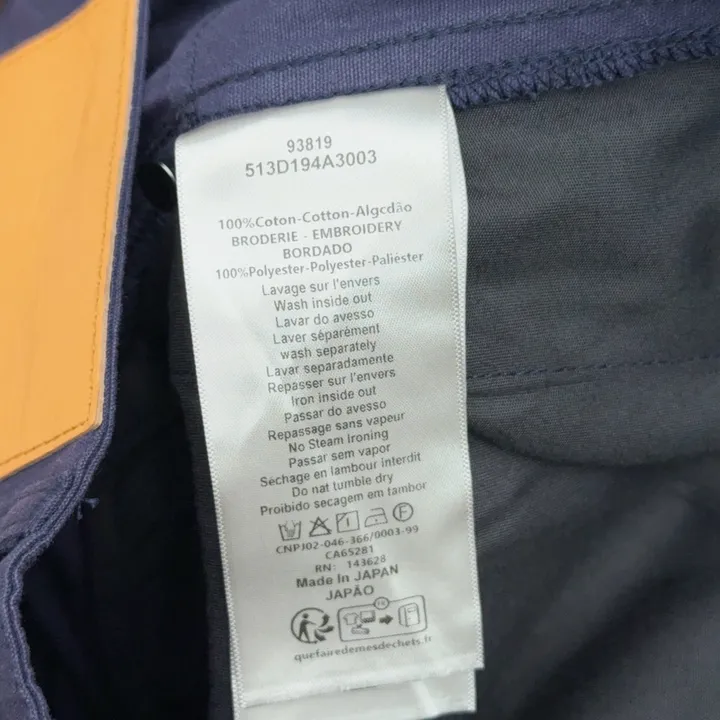 93819
513D194A3003
100%Coton-Cotton-Algcdão
BRODERIE - EMBROIDERY
BORDADO
100%Polyester-Polyester-Paliéster
Lavage sur l'envers
Wash inside out
Lavar do avesso
Laver séparément
wash separately
Lavar separadamente
Repasser sur l'envers
Iron inside out
Passar do avesso
Repassage sans vapeur
No Steam Ironing
Passar sem vapor
Séchage en lambour interdit
Do nat tumble dry
Proibido secagem em tambor
CNPJ02-046-366/0003-99
CA65281
RN: 143628
Made In JAPAN
JAPÃO
FR
quefairedemesdechets.fr